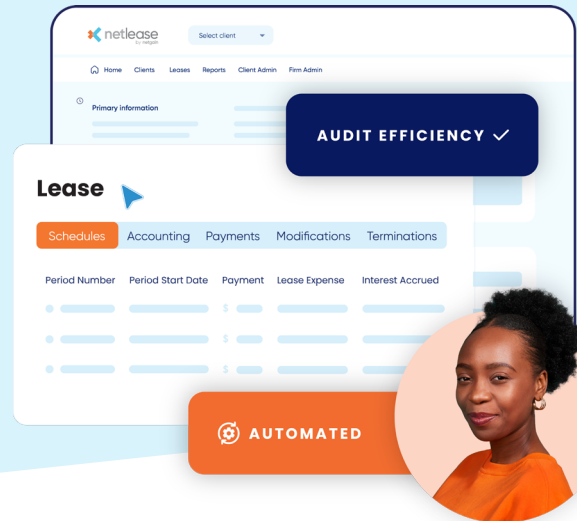 netlease
by netgain
Select client
Home Clients Leases Reports Client Admin Firm Admin
Primary information
AUDIT EFFICIENCY
Lease
Schedules Accounting Payments Modifications Terminations
Period Number Period Start Date Payment Lease Expense Interest Accrued
$
$
$
AUTOMATED